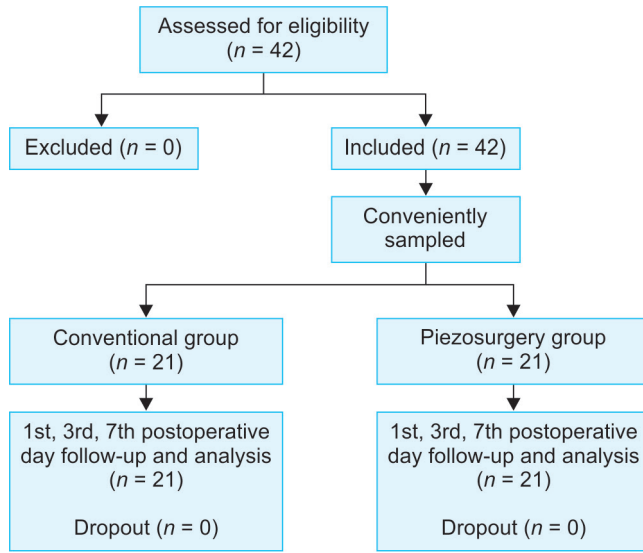 Assessed for eligibility
(n = 42)
Excluded (n = 0)
Included (n = 42)
Conveniently
sampled
Conventional group
(n = 21)
Piezosurgery group
(n = 21)
1st, 3rd, 7th postoperative
day follow-up and analysis
(n = 21)
Dropout (n = 0)
1st, 3rd, 7th postoperative
day follow-up and analysis
(n = 21)
Dropout (n = 0)